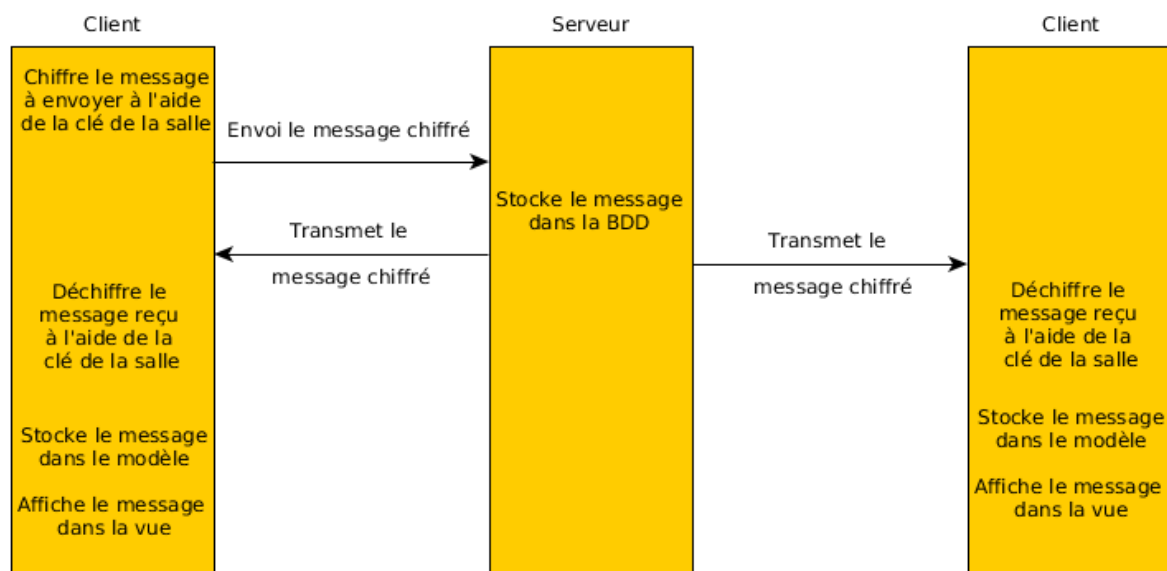 Client
Serveur
Client
Chiffre le message
à envoyer à l'aide
de la clé de la salle
Envoi le message chiffré
Stocke le message
dans la BDD
Transmet le
message chiffré
Transmet le
message chiffré
Déchiffre le
message reçu
à l'aide de la
clé de la salle
Stocke le message
dans le modèle
Affiche le message
dans la vue
Déchiffre le
message reçu
à l'aide de la
clé de la salle
Stocke le message
dans le modèle
Affiche le message
dans la vue